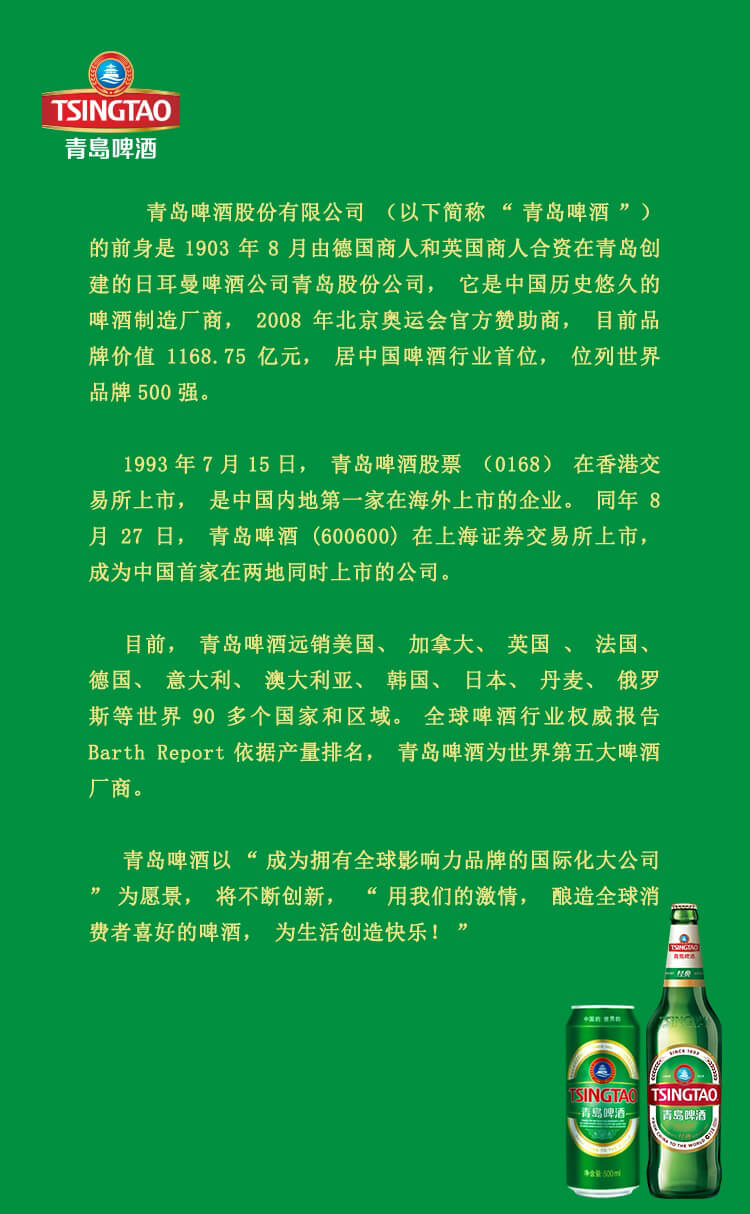 TSINGTAO
青島啤酒
青岛啤酒股份有限公司 （以下简称 “ 青岛啤酒 ” ）
的前身是 1903 年 8 月由德国商人和英国商人合资在青岛创
建的日耳曼啤酒公司青岛股份公司， 它是中国历史悠久的
啤酒制造厂商， 2008 年北京奥运会官方赞助商， 目前品
牌价值 1168.75 亿元， 居中国啤酒行业首位， 位列世界
品牌 500 强。
1993 年 7 月 15 日， 青岛啤酒股票 （0168） 在香港交
易所上市， 是中国内地第一家在海外上市的企业。 同年 8
月 27 日， 青岛啤酒 (600600) 在上海证券交易所上市，
成为中国首家在两地同时上市的公司。
目前， 青岛啤酒远销美国、 加拿大、 英国 、 法国、
德国、 意大利、 澳大利亚、 韩国、 日本、 丹麦、 俄罗
斯等世界 90 多个国家和区域。 全球啤酒行业权威报告
Barth Report 依据产量排名， 青岛啤酒为世界第五大啤酒
厂商。
青岛啤酒以 “ 成为拥有全球影响力品牌的国际化大公司
” 为愿景， 将不断创新， “ 用我们的激情， 酿造全球消
费者喜好的啤酒， 为生活创造快乐！ ”
中国的 世界的
TSINGTAO
青島啤酒
净含量:500ml
TSINGTAO
青島啤酒
经典
TSINGTAO
SINCE 1903
TSINGTAO
青島啤酒
经典
FROM CHINA TO THE WORLD